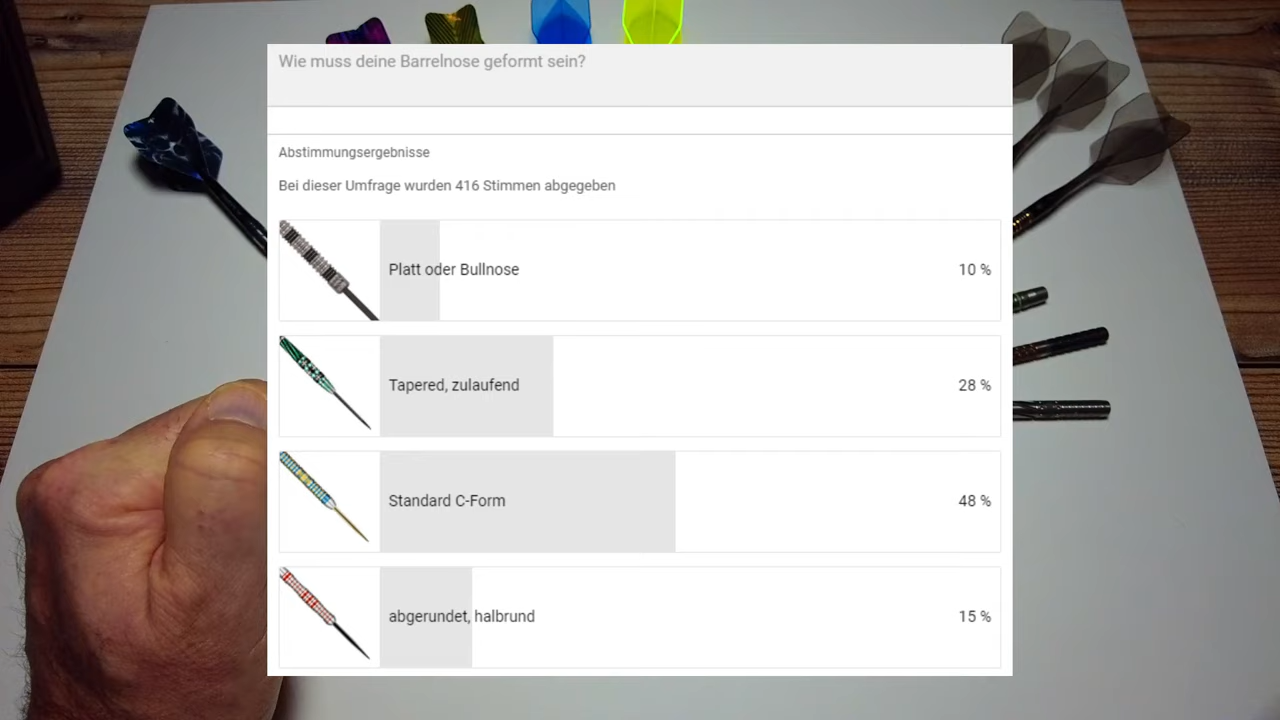 Wie muss deine Barrelnose geformt sein?
Abstimmungsergebnisse
Bei dieser Umfrage wurden 416 Stimmen abgegeben
Platt oder Bullnose 10 %
Tapered, zulaufend 28 %
Standard C-Form 48 %
abgerundet, halbrund 15 %